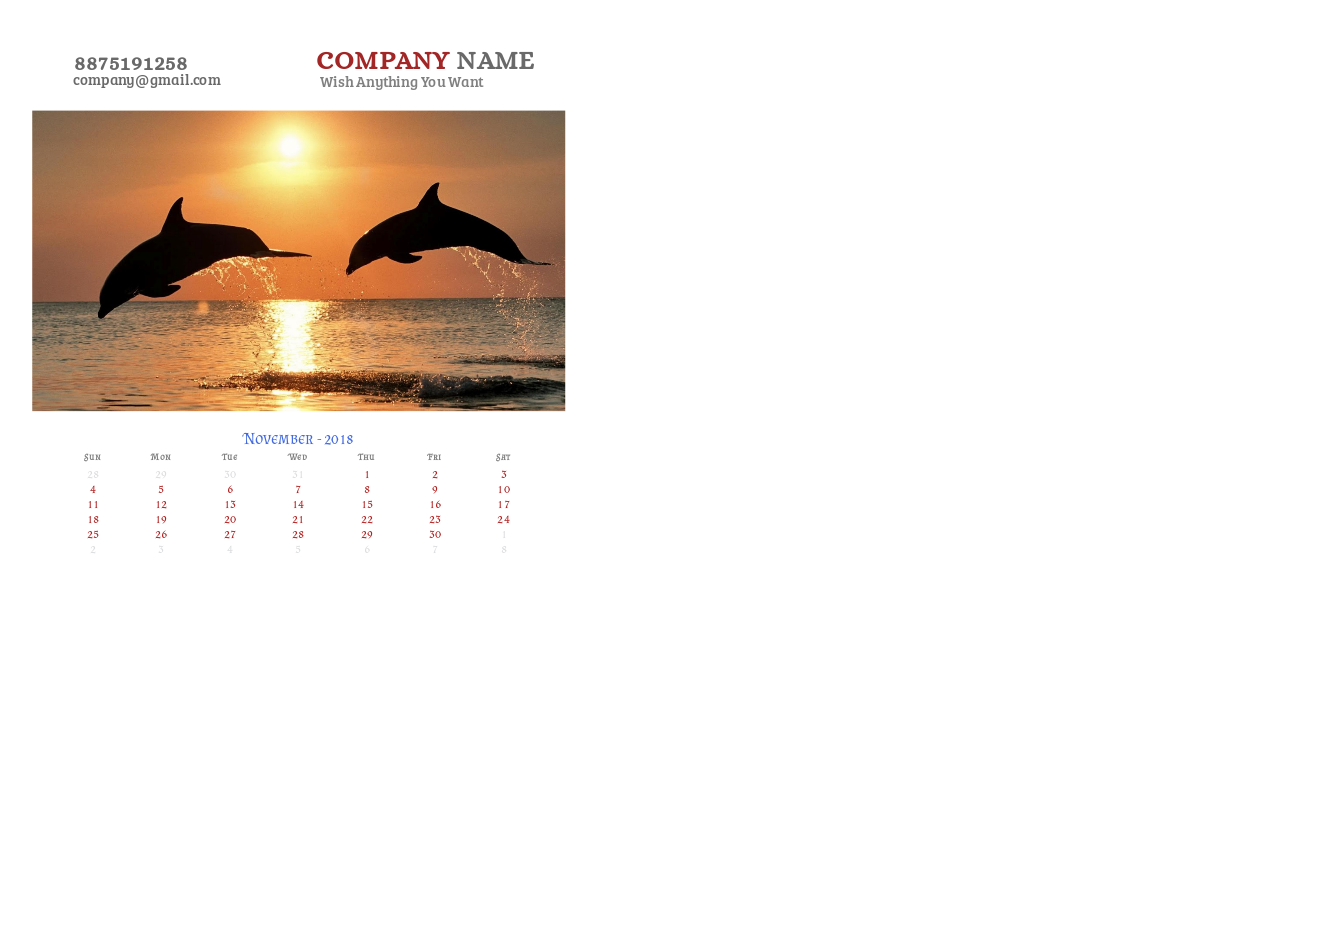 8875191258
company@gmail.com
COMPANY NAME
Wish Anything You Want
November - 2018
Sun Mon Tue Wed Thu Fri Sat
28 29 30 31 1 2 3
4 5 6 7 8 9 10
11 12 13 14 15 16 17
18 19 20 21 22 23 24
25 26 27 28 29 30 1
2 3 4 5 6 7 8